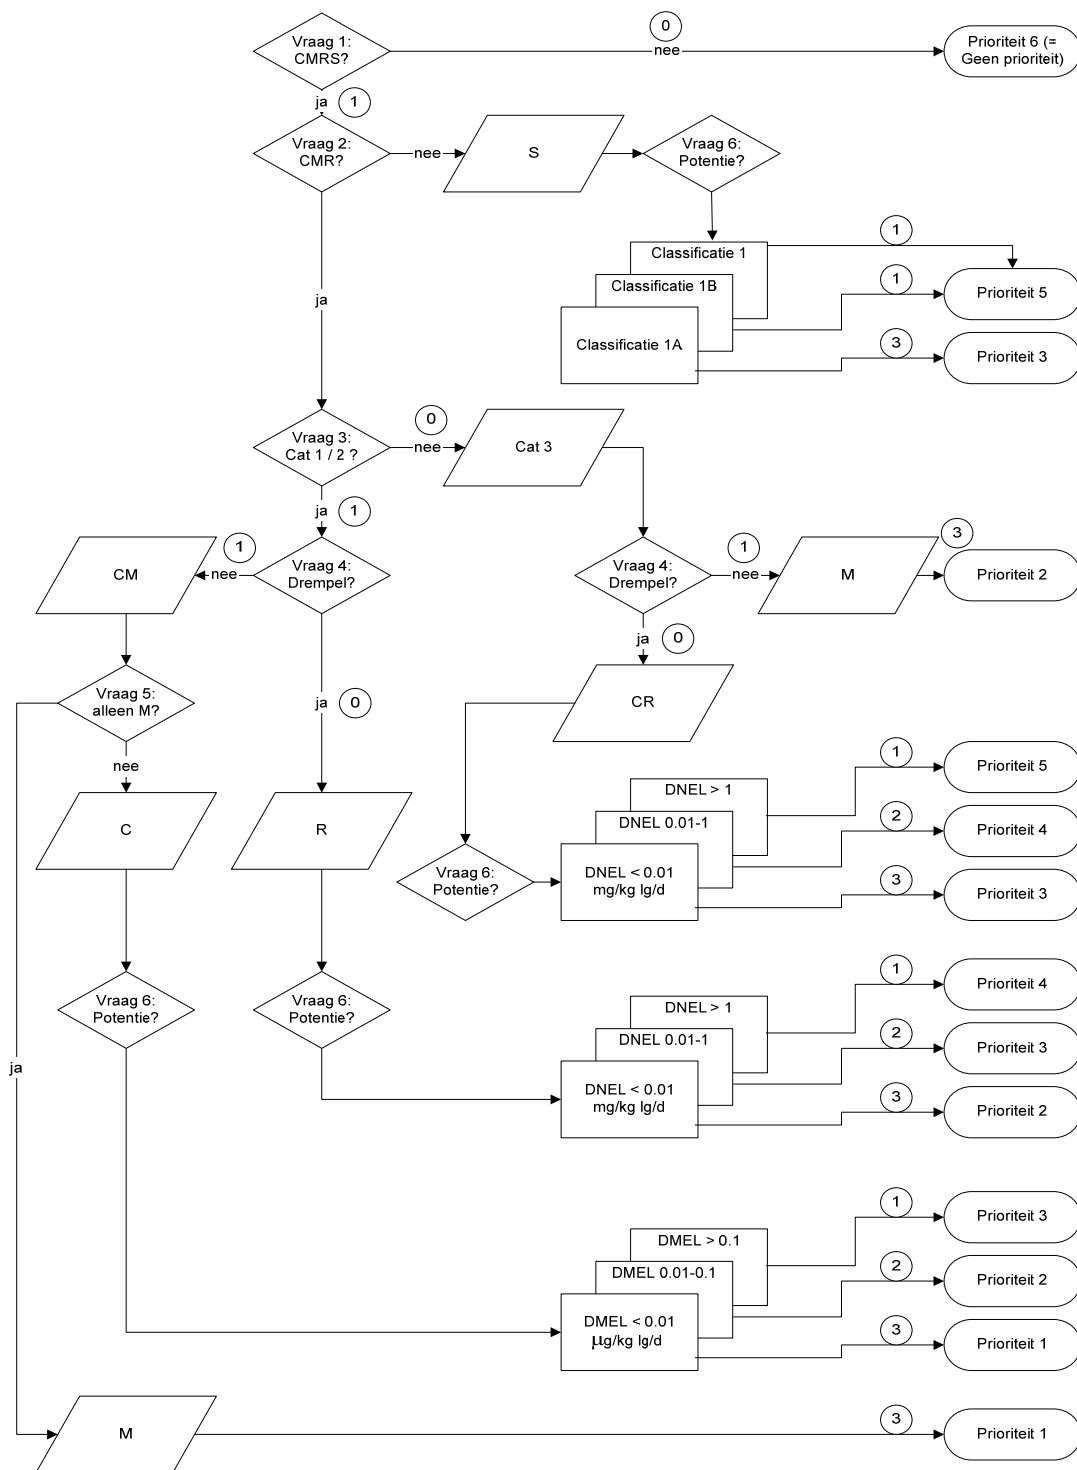 0
Vraag 1:
CMRS?
nee
Prioriteit 6 (=
Geen prioriteit)
ja
1
Vraag 2:
CMR?
nee
S
Vraag 6:
Potentie?
1
Classificatie 1
1
Classificatie 1B
Prioriteit 5
ja
3
Classificatie 1A
Prioriteit 3
0
Vraag 3:
Cat 1 / 2 ?
nee
Cat 3
ja
1
1
CM
nee
Vraag 4:
Drempel?
Vraag 4:
Drempel?
1
nee
M
3
Prioriteit 2
ja
0
Vraag 5:
alleen M?
ja
0
CR
nee
1
Prioriteit 5
DNEL > 1
2
C
R
DNEL 0.01-1
Prioriteit 4
Vraag 6:
Potentie?
DNEL < 0.01
mg/kg lg/d
3
Prioriteit 3
1
Vraag 6:
Potentie?
Vraag 6:
Potentie?
DNEL > 1
Prioriteit 4
2
DNEL 0.01-1
Prioriteit 3
ja
DNEL < 0.01
mg/kg lg/d
3
Prioriteit 2
1
Prioriteit 3
DMEL > 0.1
2
DMEL 0.01-0.1
Prioriteit 2
DMEL < 0.01
µg/kg lg/d
3
Prioriteit 1
M
3
Prioriteit 1